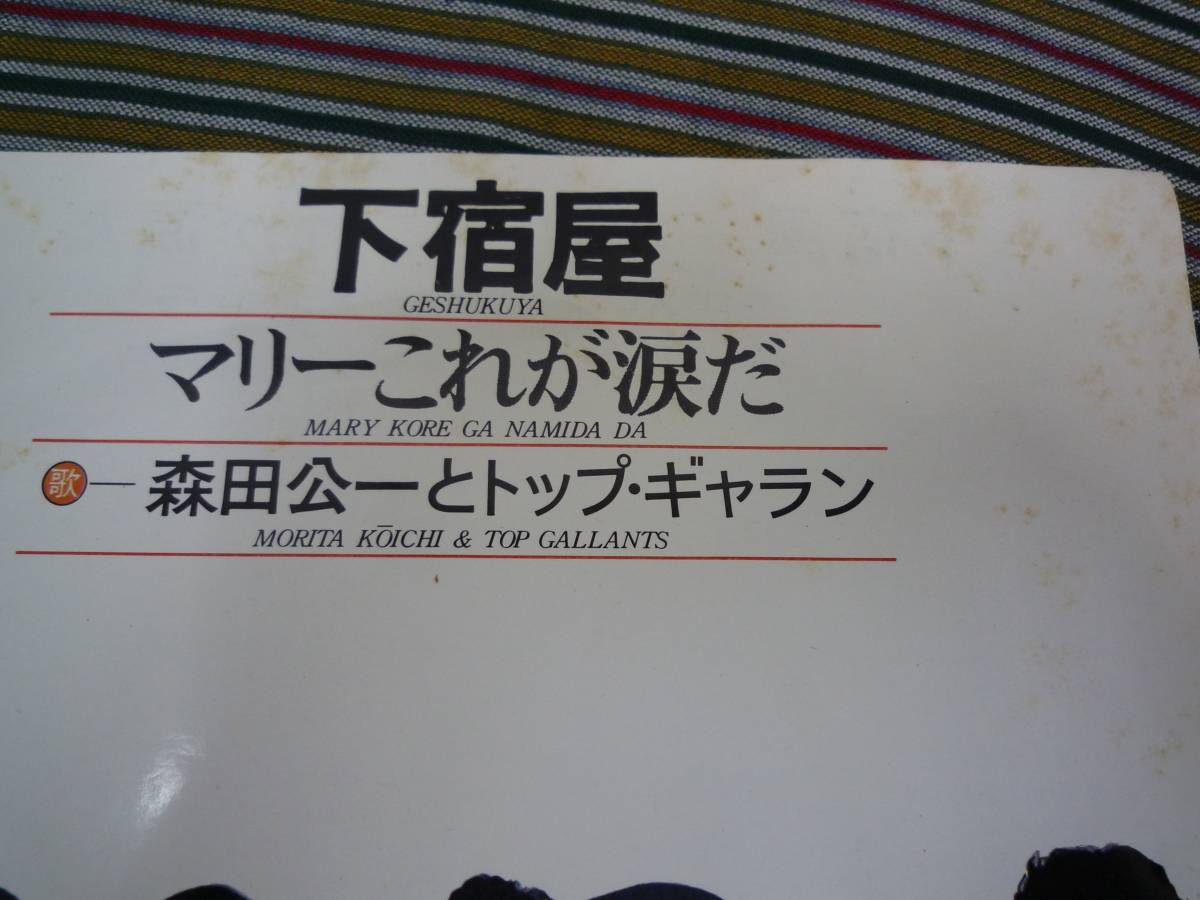 下宿屋
GESHUKUYA
マリーこれが涙だ
MARY KORE GA NAMIDA DA
歌―森田公一とトップ・ギャラン
MORITA KŌICHI & TOP GALLANTS